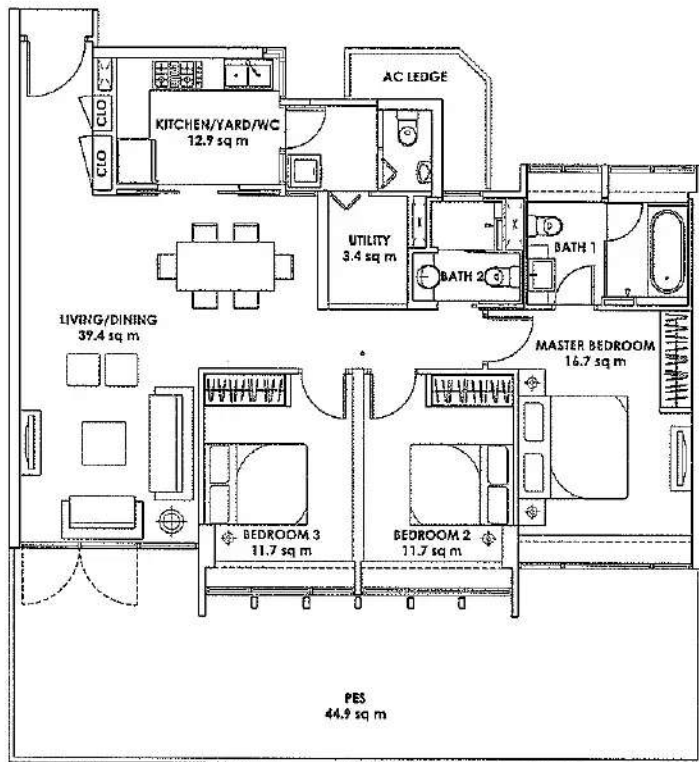 AC LEDGE
CLO
CLO
KITCHEN/YARD/WC
12.9 sq m
UTILITY
3.4 sq m
BATH 2
BATH 1
LIVING/DINING
39.4 sq m
MASTER BEDROOM
16.7 sq m
BEDROOM 3
11.7 sq m
BEDROOM 2
11.7 sq m
PES
44.9 sq m